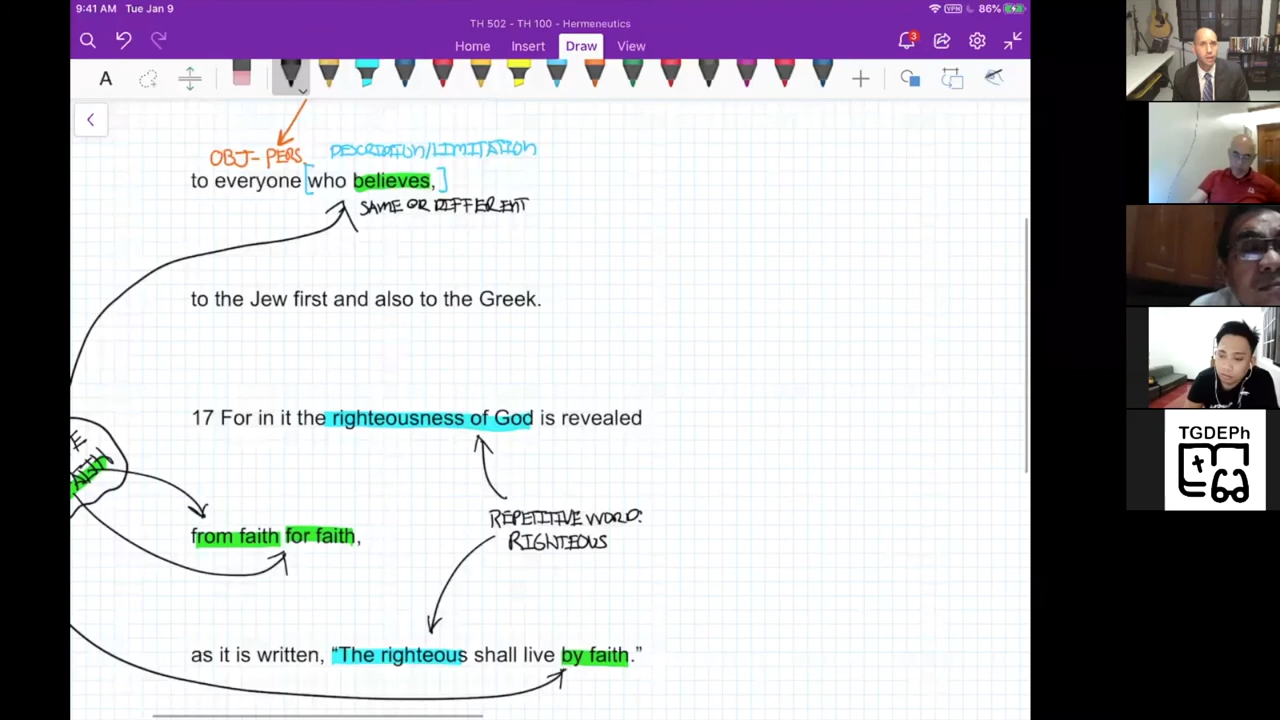 9:41 AM Tue Jan 9
86%
TH 502 - TH 100 - Hermeneutics
Home Insert Draw View
3
A
OBJ- PERS. DESCRIPTION/LIMITATION
to everyone [who believes,]
SAME OR DIFFERENT
to the Jew first and also to the Greek.
17 For in it the righteousness of God is revealed
REPETITIVE WORD:
RIGHTEOUS
from faith for faith,
as it is written, “The righteous shall live by faith.”
TGDEPh